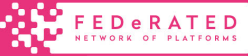 FEDeRATED
NETWORK OF PLATFORMS